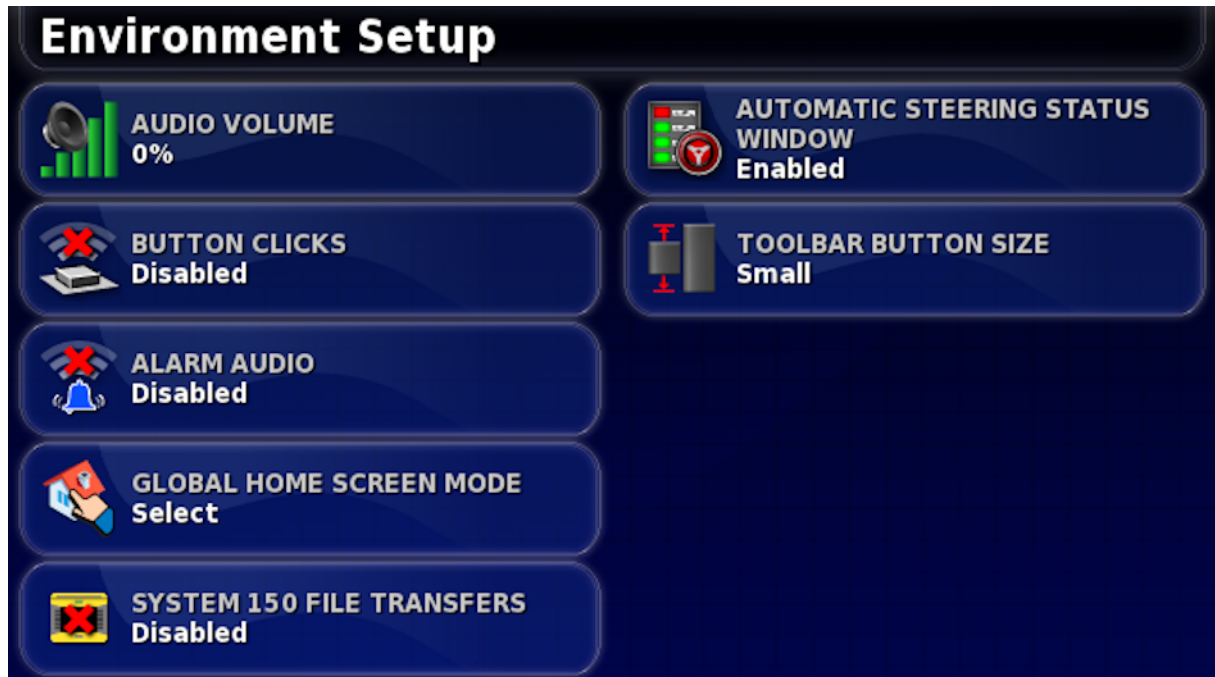 Environment Setup
AUDIO VOLUME
0%
BUTTON CLICKS
Disabled
ALARM AUDIO
Disabled
GLOBAL HOME SCREEN MODE
Select
SYSTEM 150 FILE TRANSFERS
Disabled
AUTOMATIC STEERING STATUS
WINDOW
Enabled
TOOLBAR BUTTON SIZE
Small